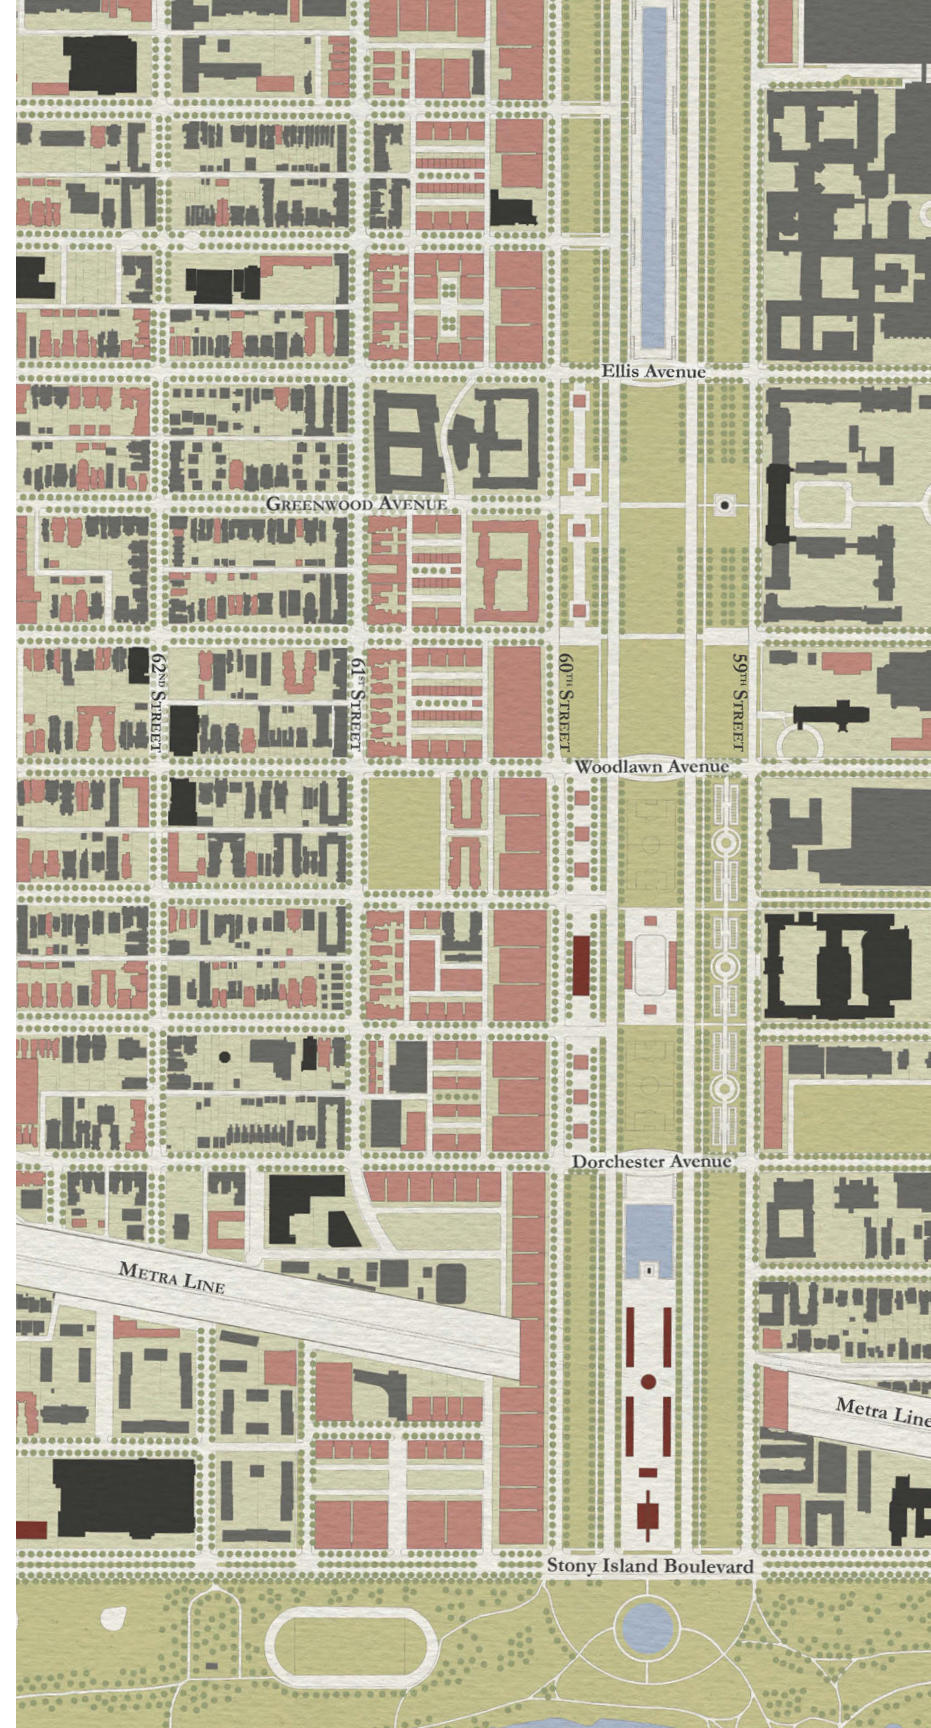 Ellis Avenue
Greenwood Avenue
62ND Street
61ST Street
60TH Street
59TH Street
Woodlawn Avenue
Dorchester Avenue
Metra Line
Metra Line
Stony Island Boulevard